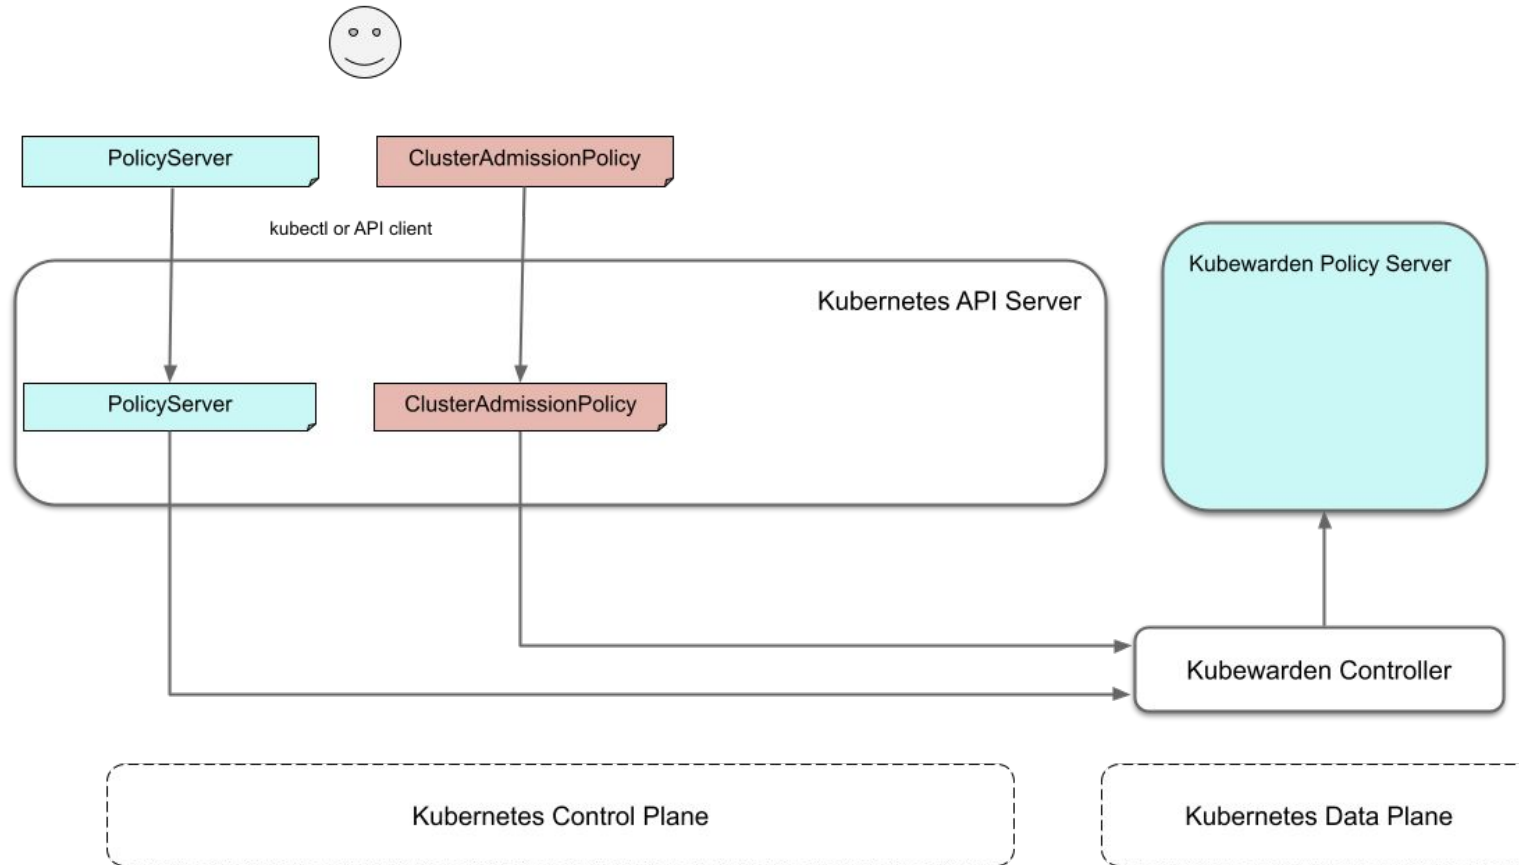 PolicyServer
ClusterAdmissionPolicy
kubectl or API client
Kubewarden Policy Server
Kubernetes API Server
PolicyServer
ClusterAdmissionPolicy
Kubewarden Controller
Kubernetes Control Plane
Kubernetes Data Plane